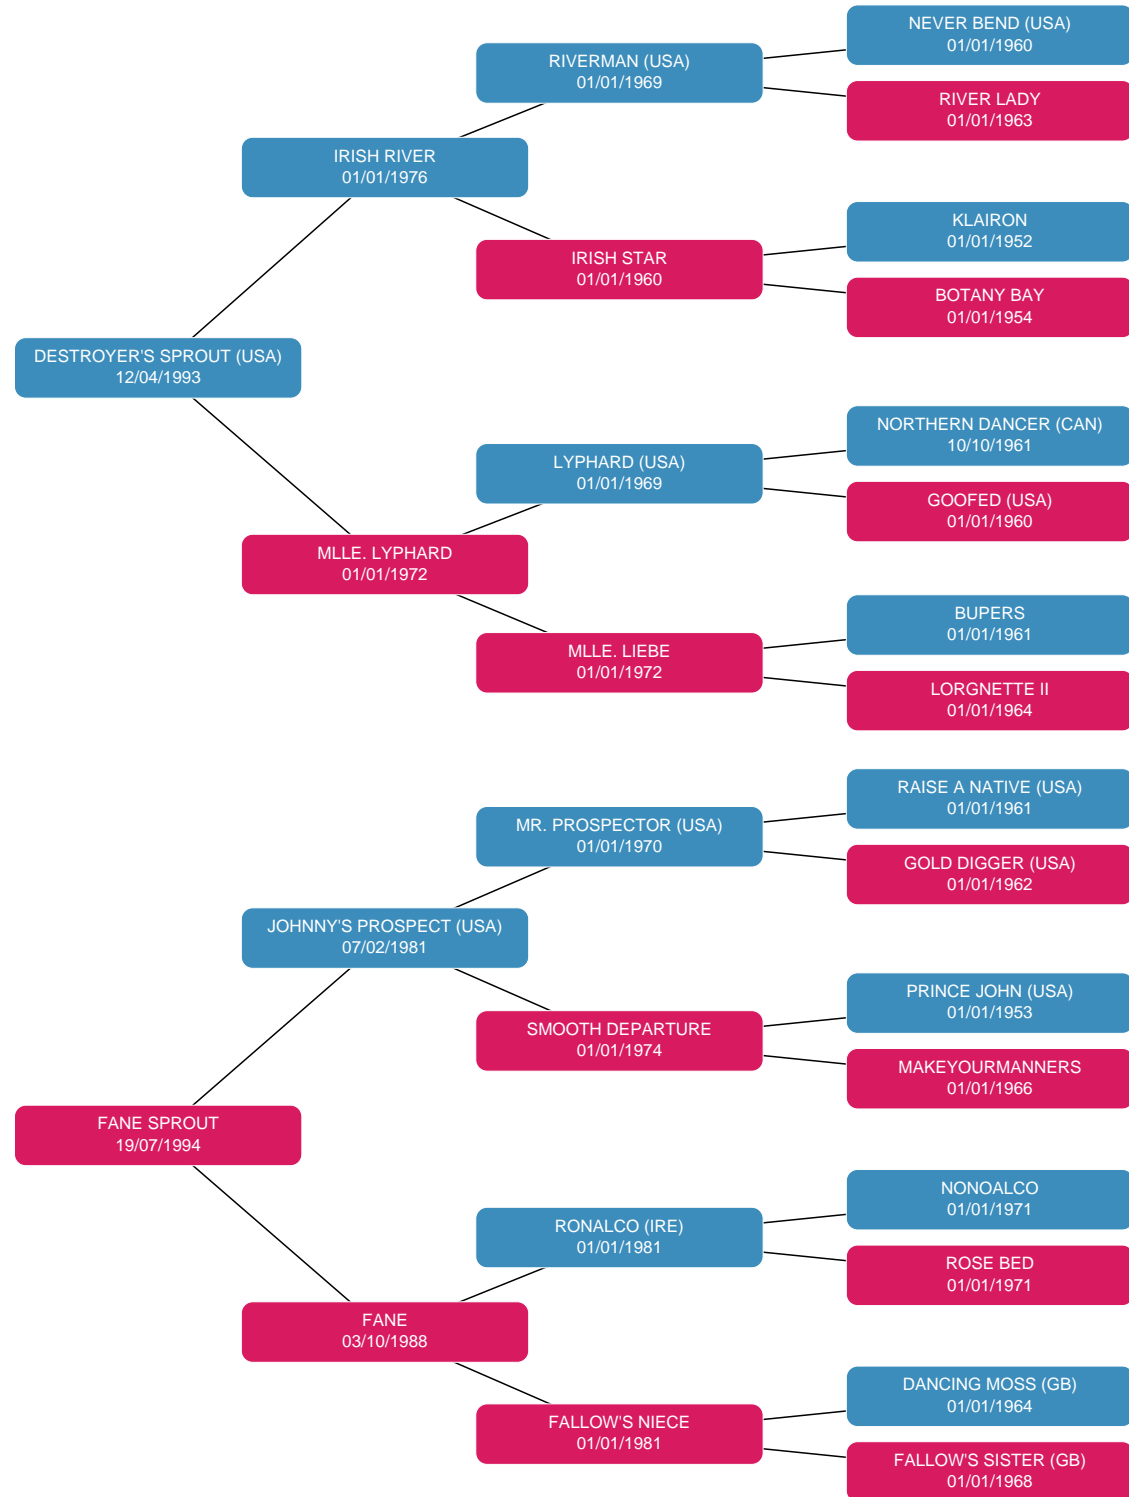 NEVER BEND (USA)
01/01/1960
RIVERMAN (USA)
01/01/1969
RIVER LADY
01/01/1963
IRISH RIVER
01/01/1976
KLAIRON
01/01/1952
IRISH STAR
01/01/1960
BOTANY BAY
01/01/1954
DESTROYER'S SPROUT (USA)
12/04/1993
NORTHERN DANCER (CAN)
10/10/1961
LYPHARD (USA)
01/01/1969
GOOFED (USA)
01/01/1960
MLLE. LYPHARD
01/01/1972
BUPERS
01/01/1961
MLLE. LIEBE
01/01/1972
LORGNETTE II
01/01/1964
RAISE A NATIVE (USA)
01/01/1961
MR. PROSPECTOR (USA)
01/01/1970
GOLD DIGGER (USA)
01/01/1962
JOHNNY'S PROSPECT (USA)
07/02/1981
PRINCE JOHN (USA)
01/01/1953
SMOOTH DEPARTURE
01/01/1974
MAKEYOURMANNERS
01/01/1966
FANE SPROUT
19/07/1994
NONOALCO
01/01/1971
RONALCO (IRE)
01/01/1981
ROSE BED
01/01/1971
FANE
03/10/1988
DANCING MOSS (GB)
01/01/1964
FALLOW'S NIECE
01/01/1981
FALLOW'S SISTER (GB)
01/01/1968